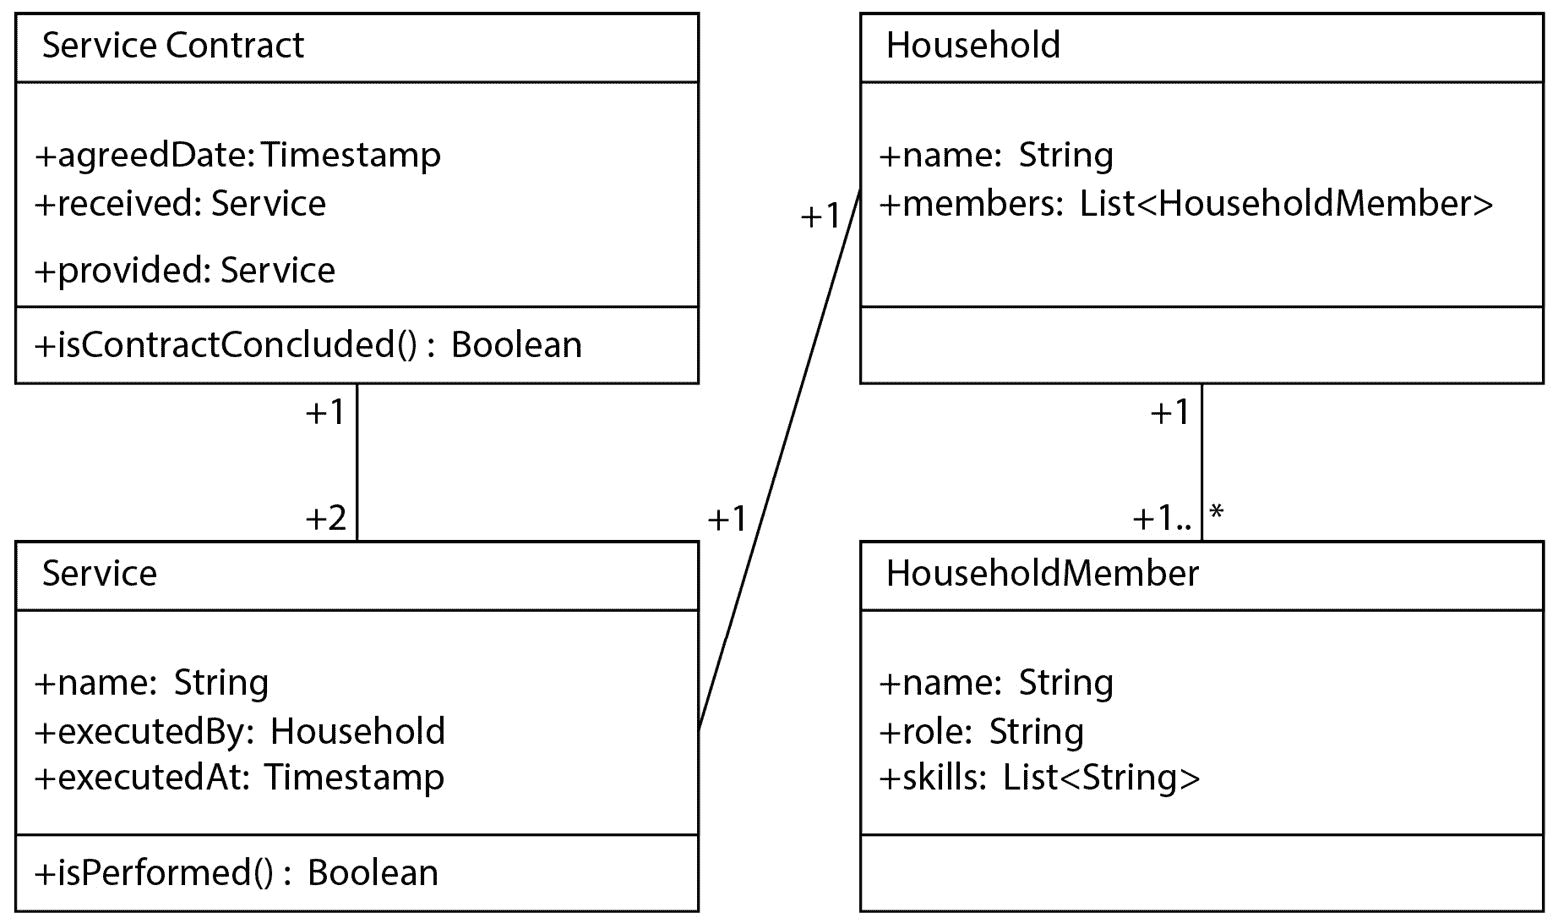 Service Contract
+agreedDate: Timestamp
+received: Service
+provided: Service
+isContractConcluded() : Boolean
+1
+2
Service
+name: String
+executedBy: Household
+executedAt: Timestamp
+isPerformed() : Boolean
+1
+1
Household
+name: String
+members: List<HouseholdMember>
+1
+1.. *
HouseholdMember
+name: String
+role: String
+skills: List<String>